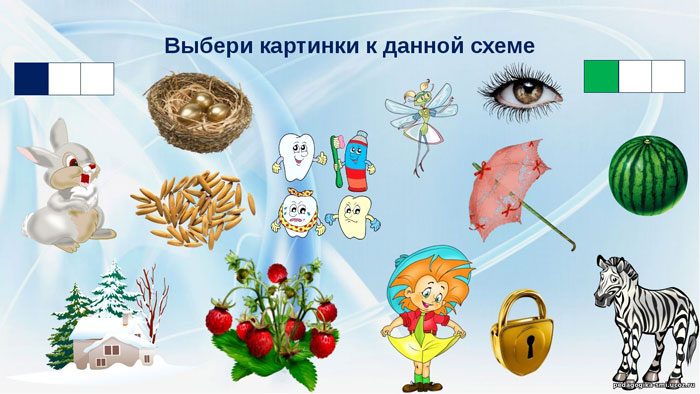 Выбери картинки к данной схеме
pedagogika-smi.ucoz.ru